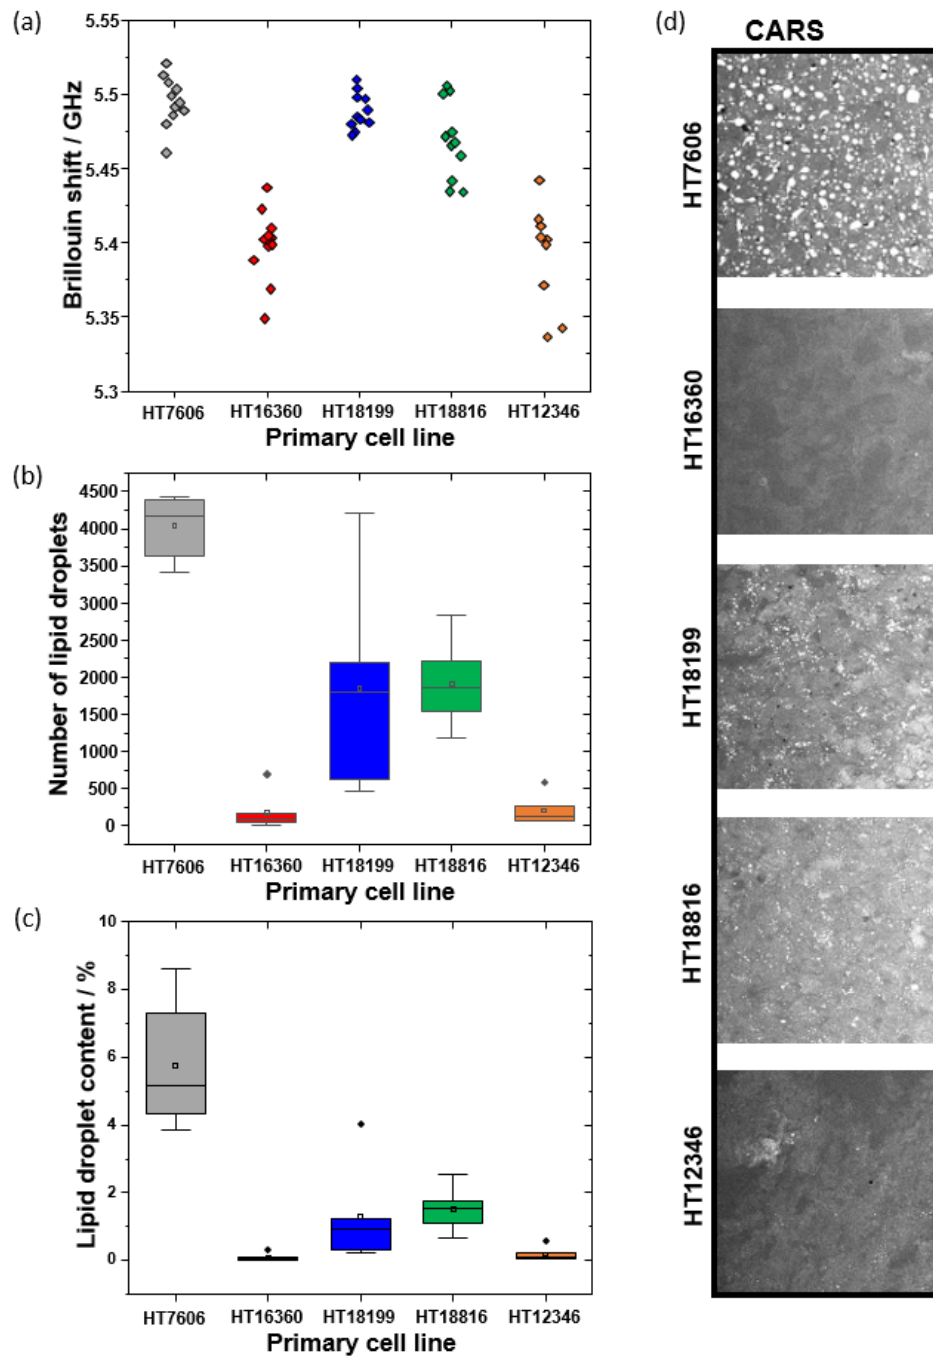 (a)
5.55
5.5
5.45
5.4
5.35
5.3
Brillouin shift / GHz
HT7606 HT16360 HT18199 HT18816 HT12346
Primary cell line
(b)
4500
4000
3500
3000
2500
2000
1500
1000
500
0
Number of lipid droplets
HT7606 HT16360 HT18199 HT18816 HT12346
Primary cell line
(c)
10
8
6
4
2
0
Lipid droplet content / %
HT7606 HT16360 HT18199 HT18816 HT12346
Primary cell line
(d)
CARS
HT7606
HT16360
HT18199
HT18816
HT12346